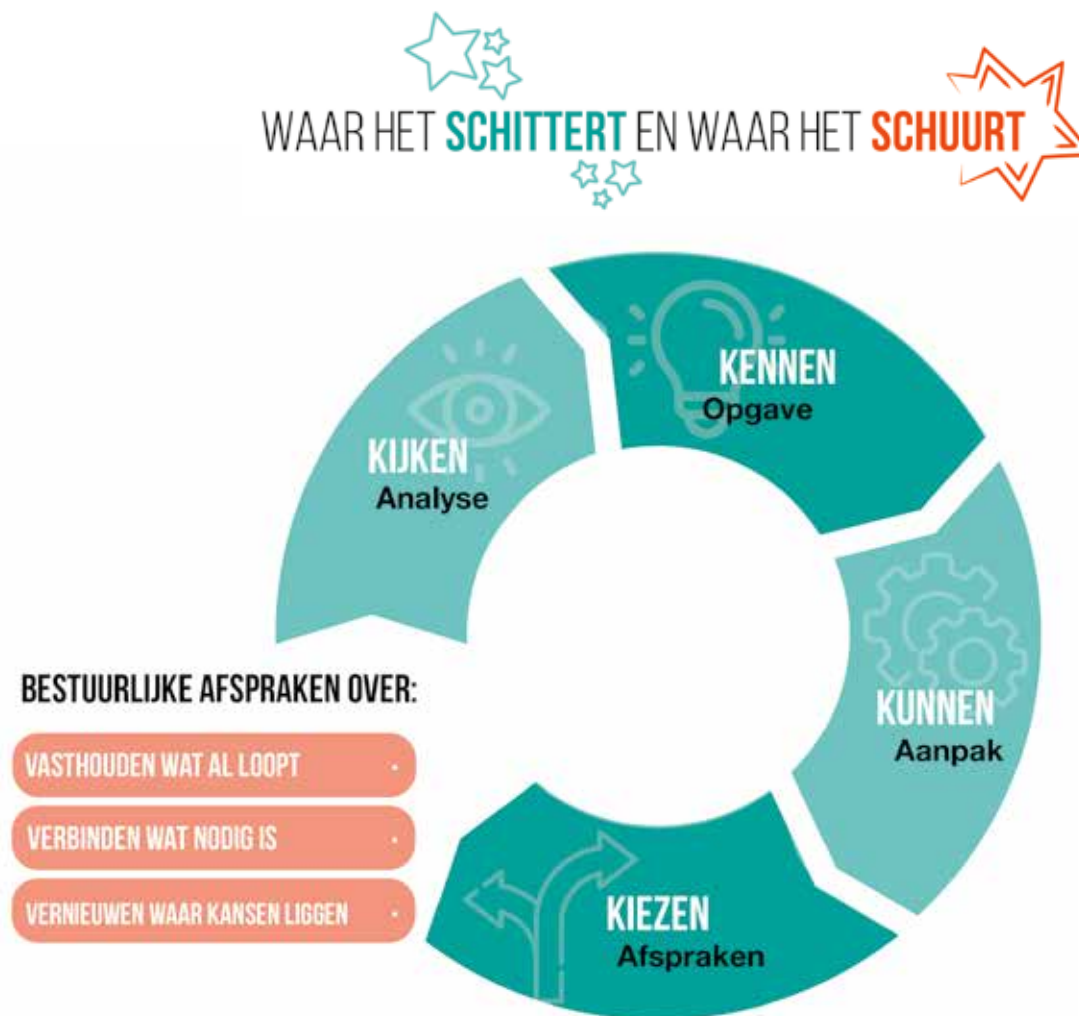 WAAR HET SCHITTERT EN WAAR HET SCHUURT
KENNEN
Opgave
KIJKEN
Analyse
KUNNEN
Aanpak
KIEZEN
Afspraken
BESTUURLIJKE AFSPRAKEN OVER:
VASTHOUDEN WAT AL LOOPT
VERBINDEN WAT NODIG IS
VERNIEUWEN WAAR KANSEN LIGGEN